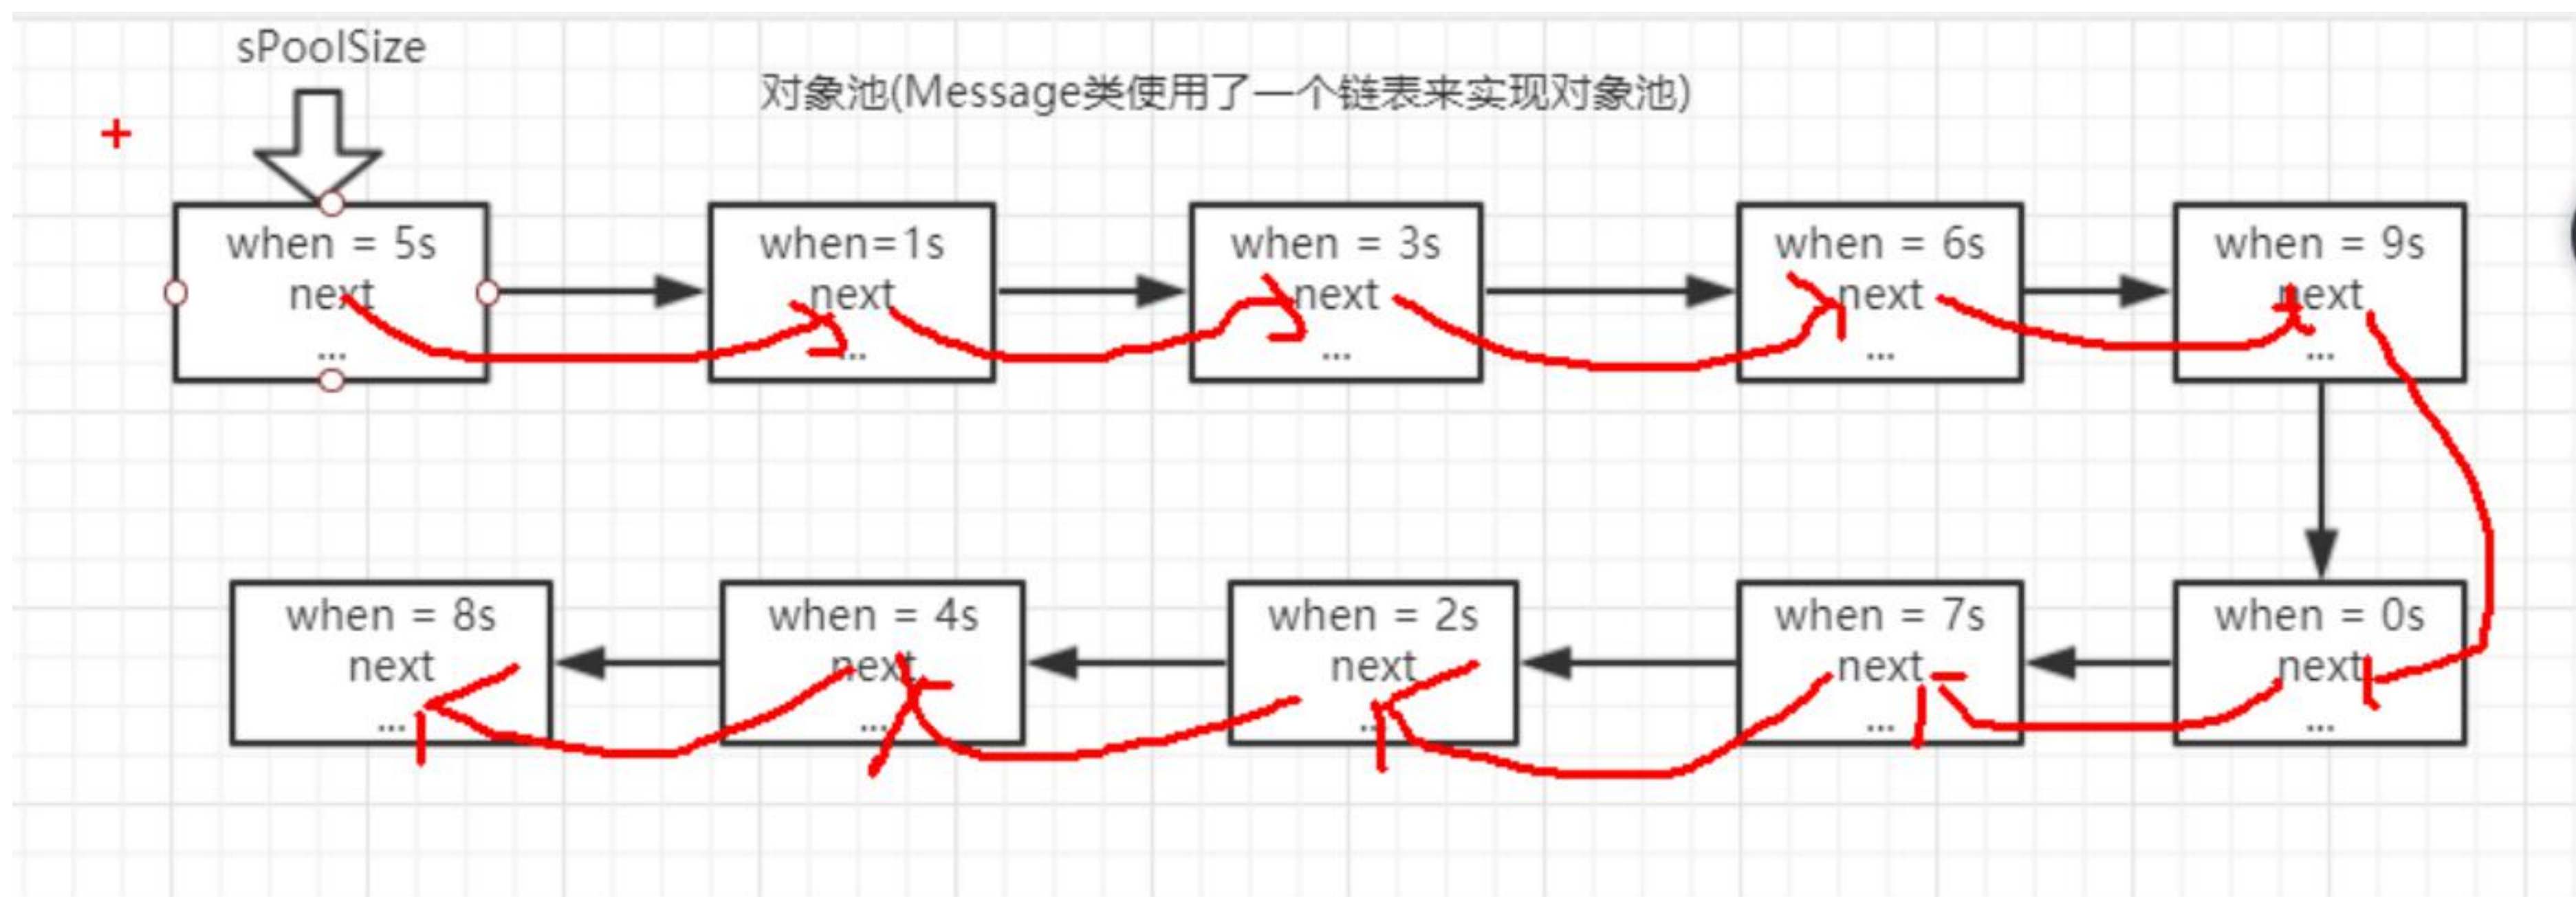 sPoolSize
对象池(Message类使用了一个链表来实现对象池)
when = 5s
next
...
when=1s
next
...
when = 3s
next
...
when = 6s
next
...
when = 9s
next
...
when = 8s
next
...
when = 4s
next
...
when = 2s
next
...
when = 7s
next
...
when = 0s
next
...